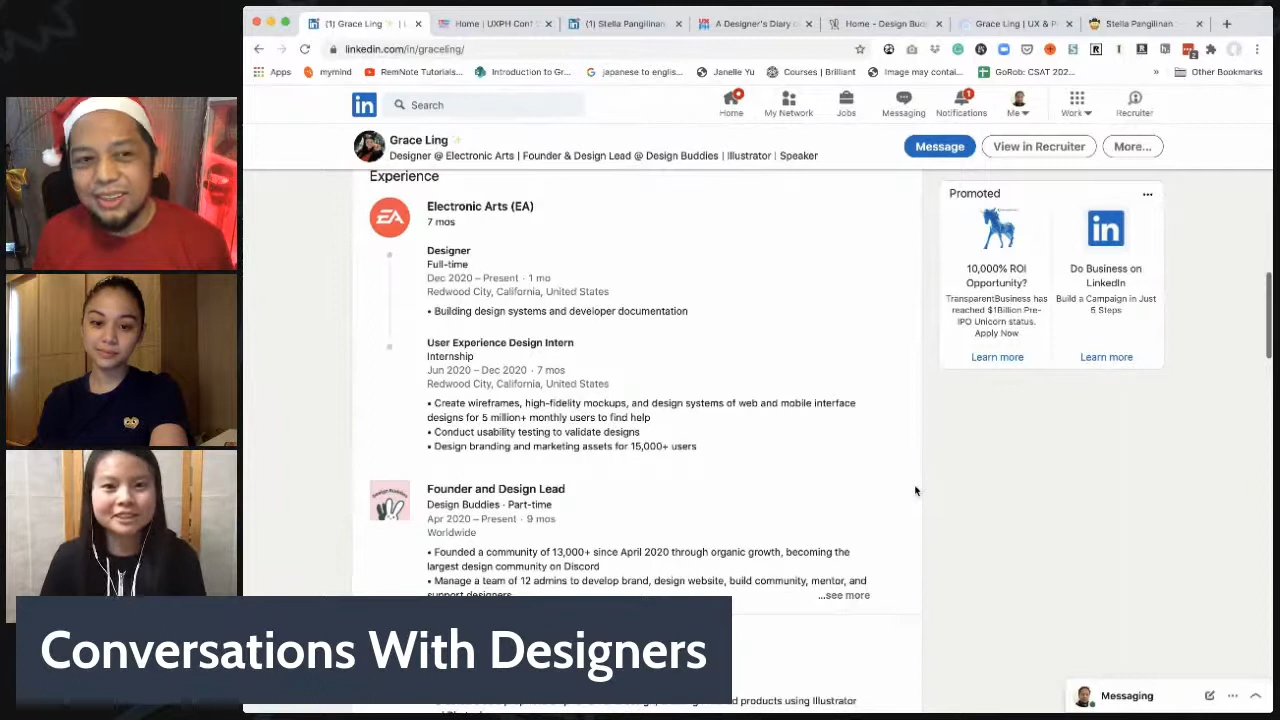 (1) Grace Ling ✨ | L
Home | UXPH Conf
(1) Stella Pangilinan
A Designer's Diary
Home - Design Bud
Grace Ling | UX & P
Stella Pangilinan
linkedin.com/in/graceling/
Apps
mymind
RemNote Tutorials...
Introduction to Gr...
japanese to englis...
Janelle Yu
Courses | Brilliant
Image may contai...
GoRob: CSAT 202...
»
Other Bookmarks
in
Search
Home
My Network
Jobs
Messaging
1
Notifications
Me
Work
Recruiter
Grace Ling ✨
Designer @ Electronic Arts | Founder & Design Lead @ Design Buddies | Illustrator | Speaker
Message
View in Recruiter
More...
Experience
EA
Electronic Arts (EA)
7 mos
Designer
Full-time
Dec 2020 – Present · 1 mo
Redwood City, California, United States
• Building design systems and developer documentation
User Experience Design Intern
Internship
Jun 2020 – Dec 2020 · 7 mos
Redwood City, California, United States
• Create wireframes, high-fidelity mockups, and design systems of web and mobile interface
designs for 5 million+ monthly users to find help
• Conduct usability testing to validate designs
• Design branding and marketing assets for 15,000+ users
Design Buddies
Founder and Design Lead
Design Buddies · Part-time
Apr 2020 – Present · 9 mos
Worldwide
• Founded a community of 13,000+ since April 2020 through organic growth, becoming the
largest design community on Discord
• Manage a team of 12 admins to develop brand, design website, build community, mentor, and
support designers
...see more
products using Illustrator
Promoted
in
10,000% ROI
Opportunity?
TransparentBusiness has
reached $1Billion Pre-
IPO Unicorn status.
Apply Now
Learn more
Do Business on
LinkedIn
Build a Campaign in Just
5 Steps
Learn more
Messaging
Conversations With Designers